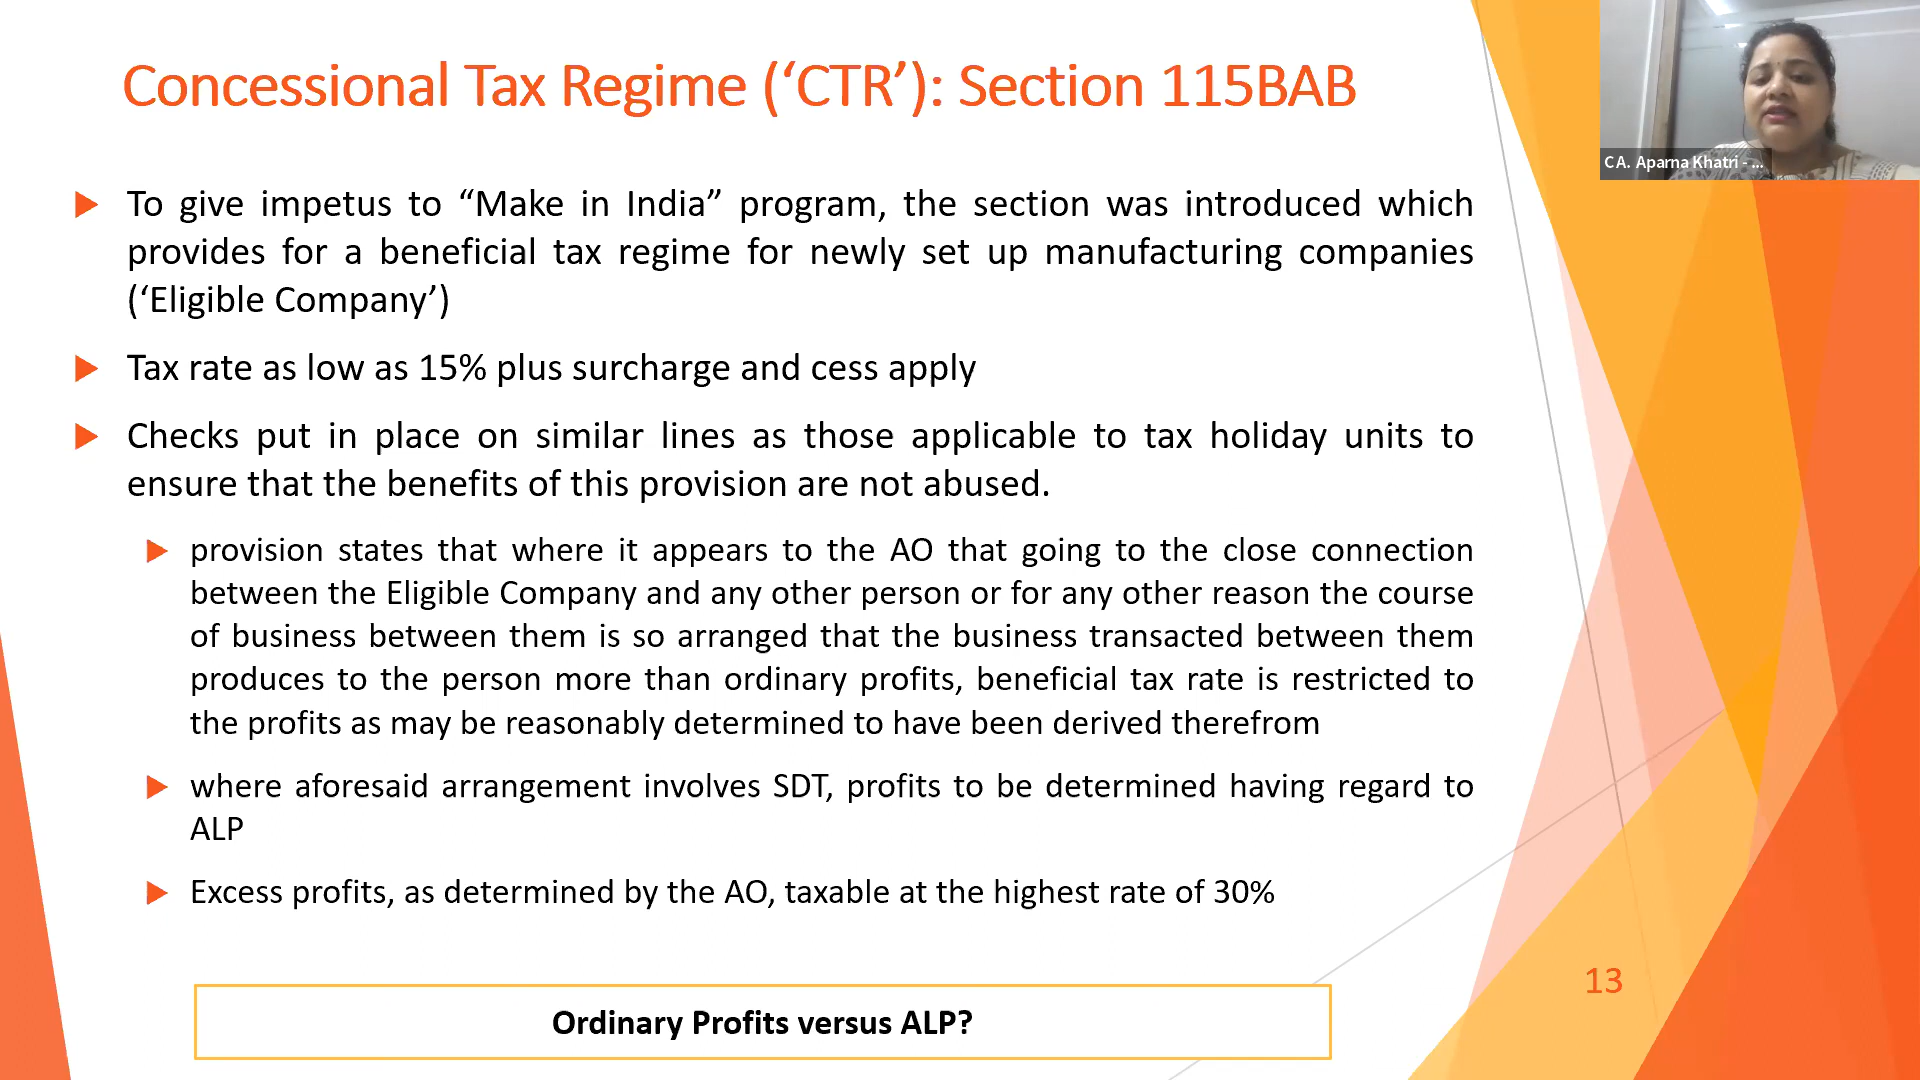 Concessional Tax Regime (‘CTR’): Section 115BAB
To give impetus to “Make in India” program, the section was introduced which
provides for a beneficial tax regime for newly set up manufacturing companies
(‘Eligible Company’)
Tax rate as low as 15% plus surcharge and cess apply
Checks put in place on similar lines as those applicable to tax holiday units to
ensure that the benefits of this provision are not abused.
provision states that where it appears to the AO that going to the close connection
between the Eligible Company and any other person or for any other reason the course
of business between them is so arranged that the business transacted between them
produces to the person more than ordinary profits, beneficial tax rate is restricted to
the profits as may be reasonably determined to have been derived therefrom
where aforesaid arrangement involves SDT, profits to be determined having regard to
ALP
Excess profits, as determined by the AO, taxable at the highest rate of 30%
Ordinary Profits versus ALP?
13
CA. Aparna Khatri - ...